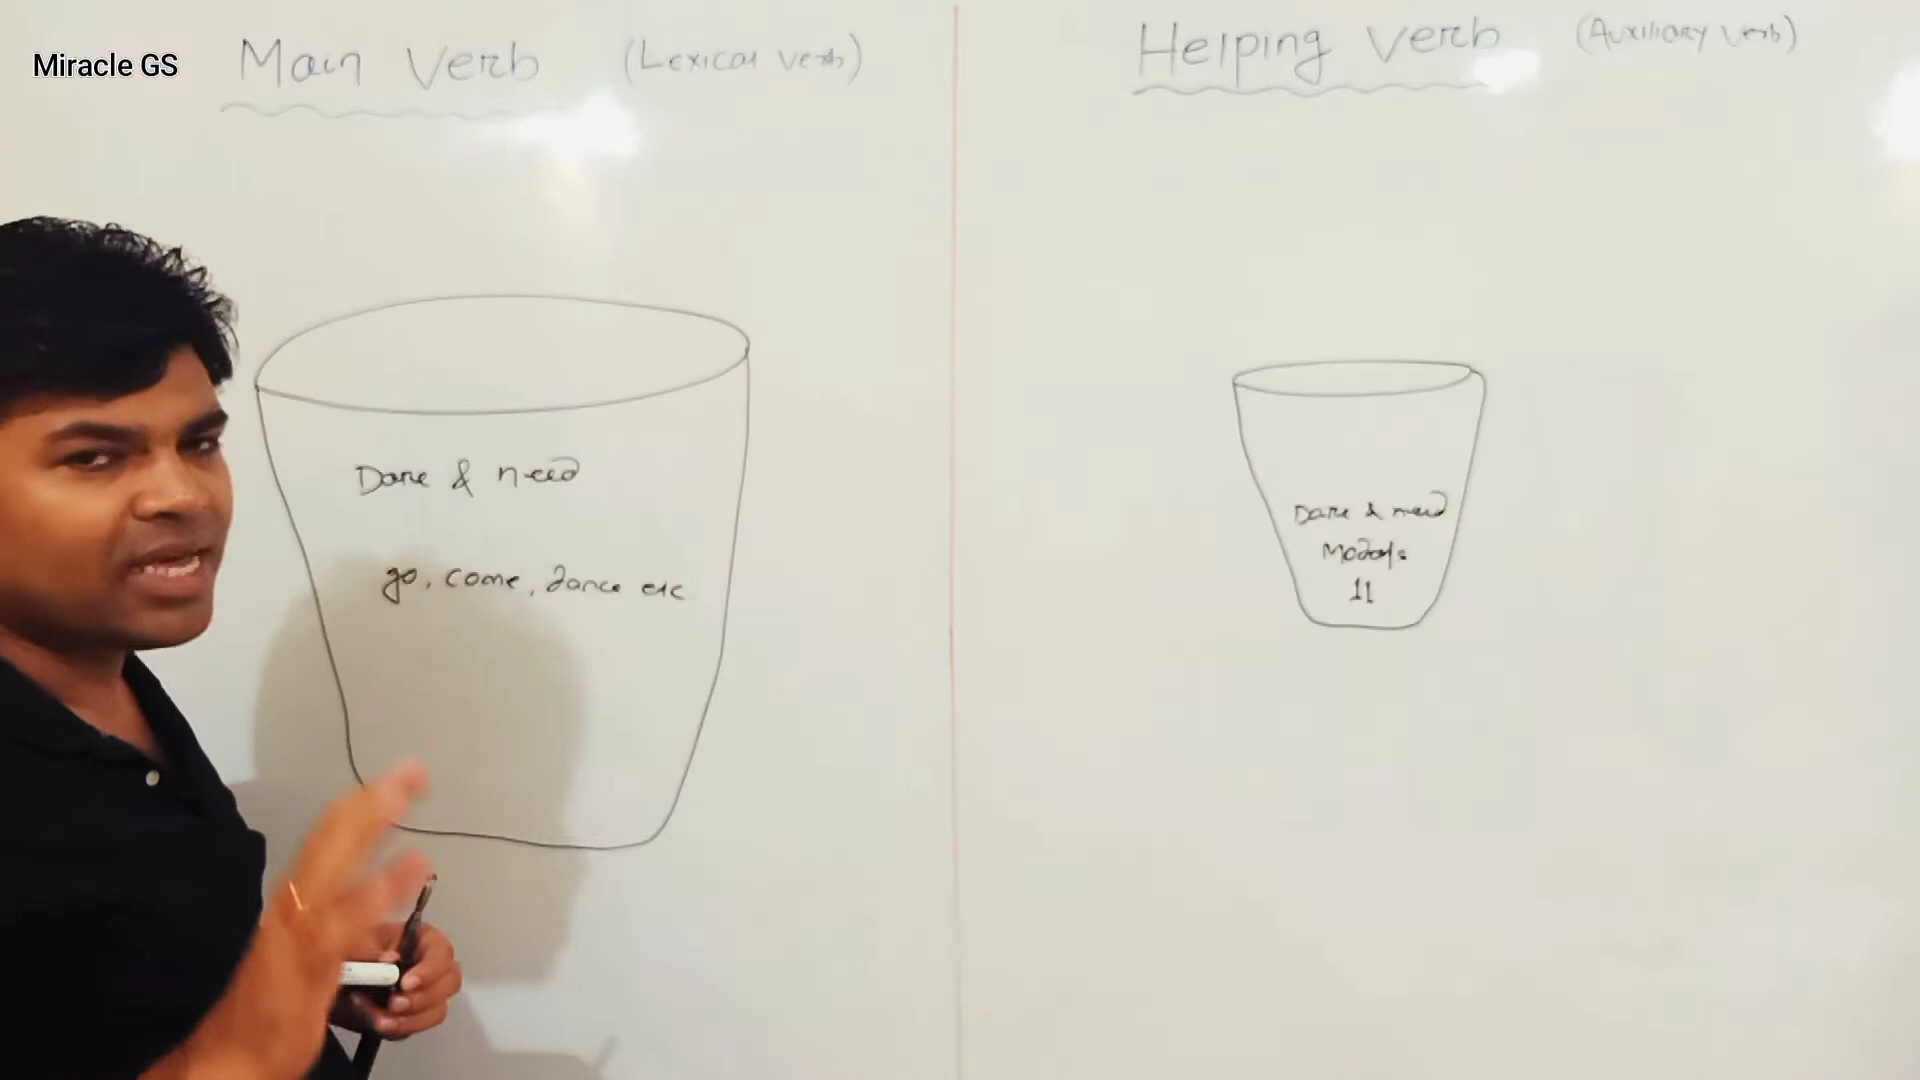 Miracle GS
Main Verb (Lexical Verb)
Helping Verb (Auxiliary Verb)
Dare & need
go, come, dance etc
Dare & need
Modals
11